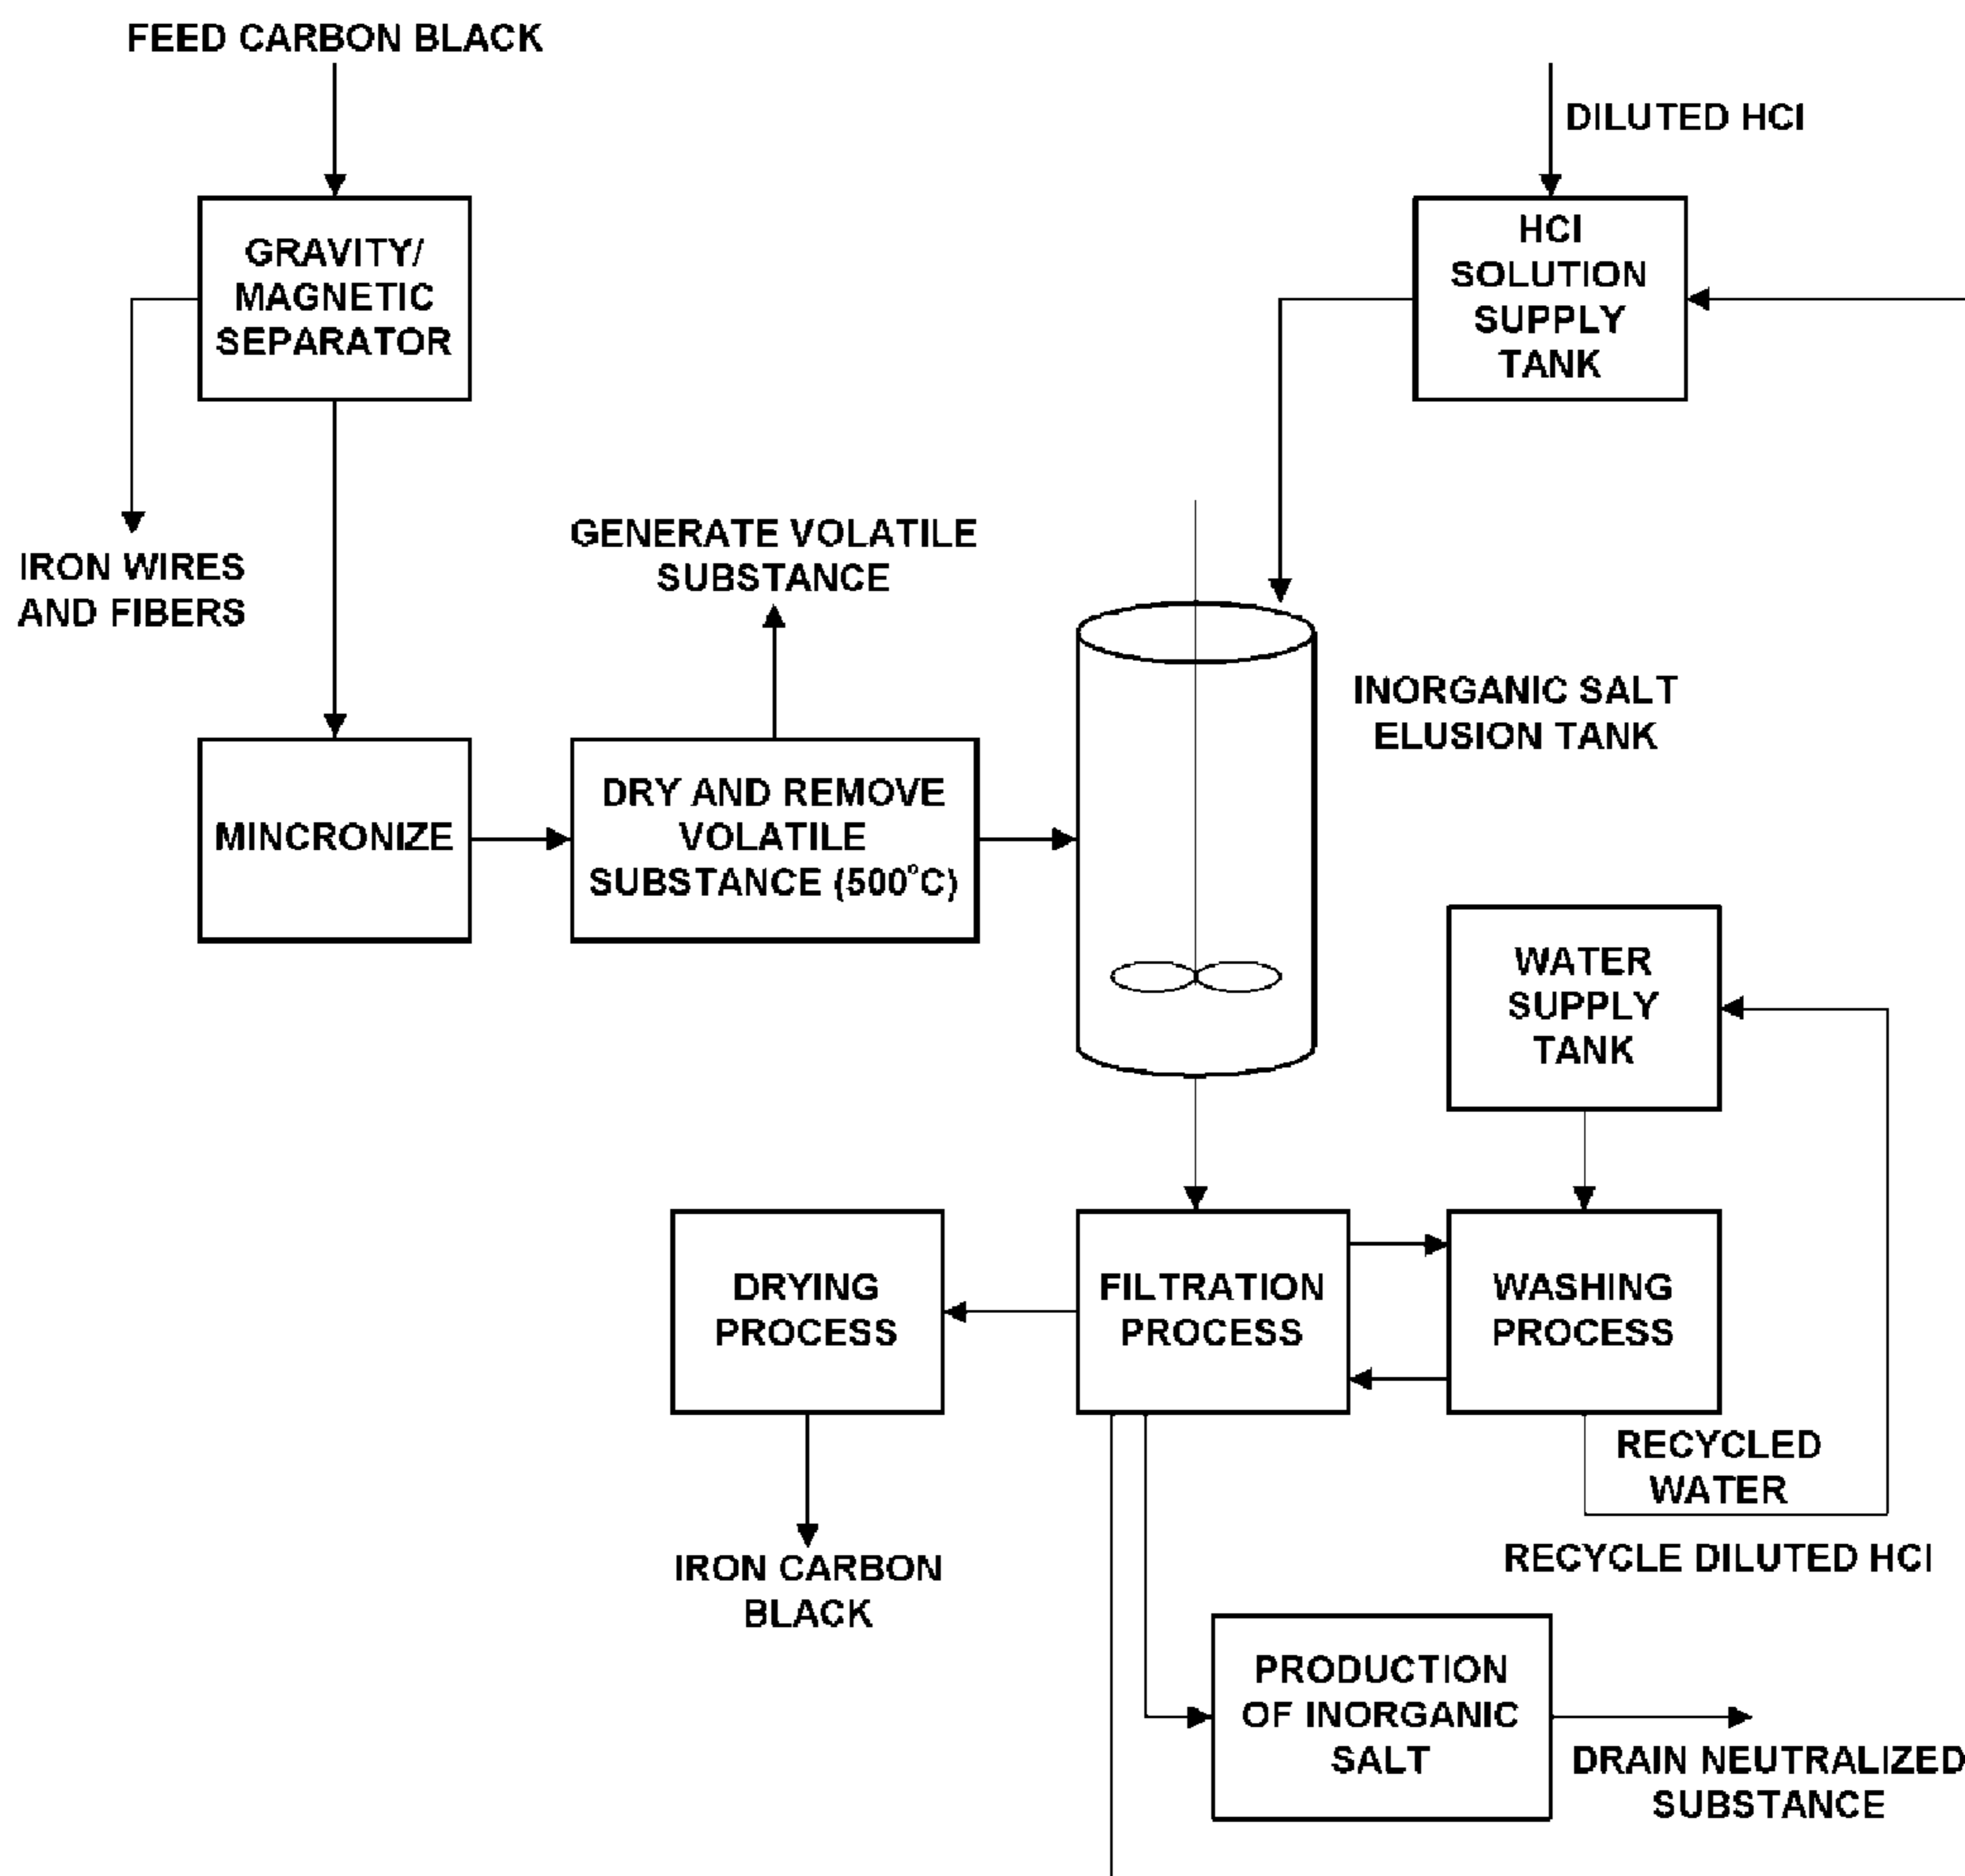 FEED CARBON BLACK
DILUTED HCl
GRAVITY/
MAGNETIC
SEPARATOR
HCl
SOLUTION
SUPPLY
TANK
IRON WIRES
AND FIBERS
GENERATE VOLATILE
SUBSTANCE
INORGANIC SALT
ELUSION TANK
MINCRONIZE
DRY AND REMOVE
VOLATILE
SUBSTANCE (500°C)
WATER
SUPPLY
TANK
DRYING
PROCESS
FILTRATION
PROCESS
WASHING
PROCESS
RECYCLED
WATER
RECYCLE DILUTED HCl
IRON CARBON
BLACK
PRODUCTION
OF INORGANIC
SALT
DRAIN NEUTRALIZED
SUBSTANCE